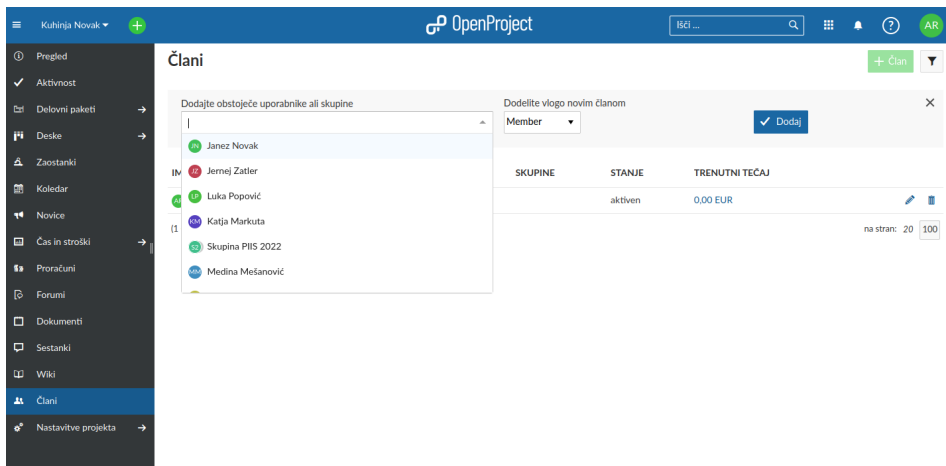 Kuhinja Novak
OpenProject
Išči ...
?
AR
Pregled
Aktivnost
Delovni paketi
Deske
Zaostanki
Koledar
Novice
Čas in stroški
Proračuni
Forumi
Dokumenti
Sestanki
Wiki
Člani
Nastavitve projekta
Člani
+ Član
Dodajte obstoječe uporabnike ali skupine
Dodelite vlogo novim članom
Member
Dodaj
JN Janez Novak
JZ Jernej Zatler
LP Luka Popović
KM Katja Markuta
S2 Skupina PIIS 2022
MM Medina Mešanović
IM
SKUPINE
STANJE
TRENUTNI TEČAJ
aktiven
0,00 EUR
(1
na stran: 20 100